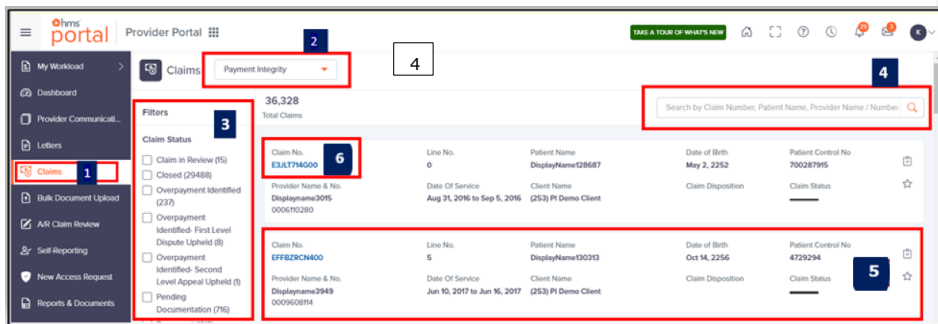 hms
portal
Provider Portal
TAKE A TOUR OF WHAT'S NEW
25
3
K
My Workload
Dashboard
Provider Communicati...
Letters
Claims
1
Bulk Document Upload
A/R Claim Review
Self-Reporting
New Access Request
Reports & Documents
2
Claims
Payment Integrity
4
4
Filters
3
Claim Status
Claim in Review (15)
Closed (29488)
Overpayment Identified
(237)
Overpayment
Identified- First Level
Dispute Upheld (8)
Overpayment
Identified- Second
Level Appeal Upheld (1)
Pending
Documentation (716)
36,328
Total Claims
Search by Claim Number, Patient Name, Provider Name / Number
Claim No. Line No. Patient Name Date of Birth Patient Control No
E3JLT714G00 0 DisplayName128687 May 2, 2252 700287915
6
Provider Name & No. Date Of Service Client Name Claim Disposition Claim Status
Displayname3015 Aug 31, 2016 to Sep 5, 2016 (253) PI Demo Client
0006110280
Claim No. Line No. Patient Name Date of Birth Patient Control No
EFFBZRCN400 5 DisplayName130313 Oct 14, 2256 4729294
5
Provider Name & No. Date Of Service Client Name Claim Disposition Claim Status
Displayname3949 Jun 10, 2017 to Jun 16, 2017 (253) PI Demo Client
0009608114